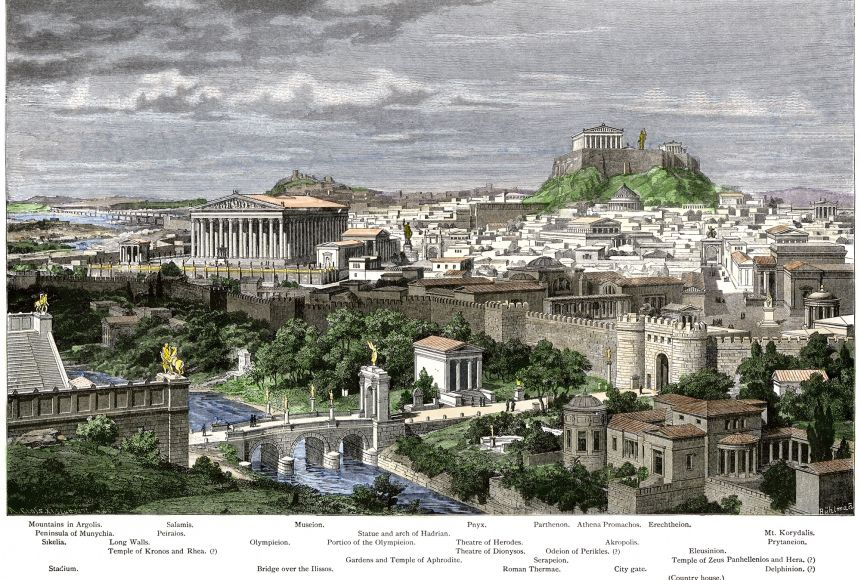 Mountains in Argolis. Salamis. Museion. Pnyx. Parthenon. Athena Promachos. Erechtheion.
Peninsula of Munychia. Peiraios. Statue and arch of Hadrian. Mt. Korydalis.
Sikelia. Long Walls. Olympieion. Portico of the Olympieion. Theatre of Herodes. Akropolis. Prytaneion.
Temple of Kronos and Rhea. (?) Theatre of Dionysos. Odeion of Perikles. (?) Eleusinion.
Gardens and Temple of Aphrodite. Serapeion. Temple of Zeus Panhellenios and Hera. (?)
Stadium. Bridge over the Ilissos. Roman Thermae. City gate. Delphinion. (?)
(Country house.)
Bühlmann